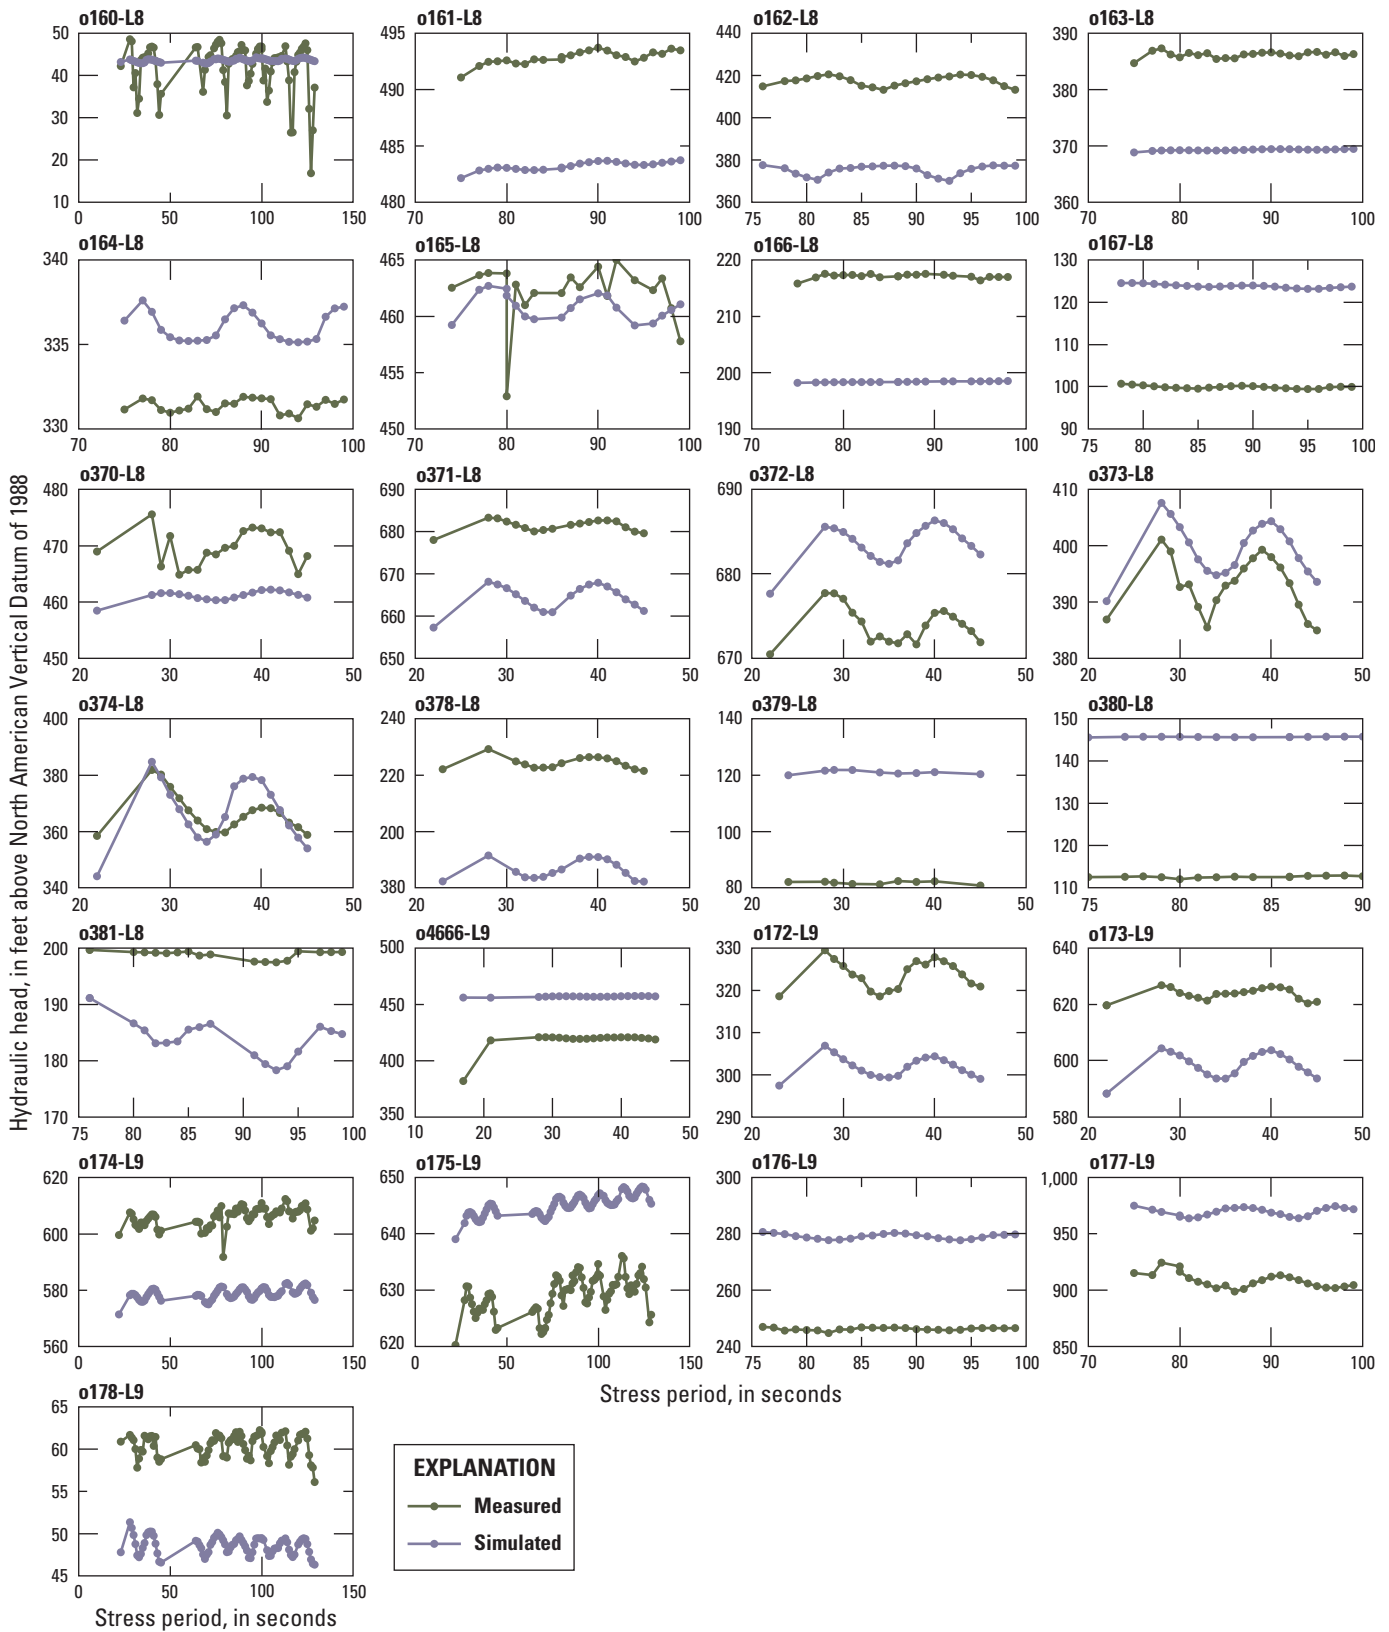 Hydraulic head, in feet above North American Vertical Datum of 1988
o160-L8
50
40
30
20
10
0 50 100 150
o161-L8
495
490
485
480
70 80 90 100
o162-L8
440
420
400
380
360
75 80 85 90 95 100
o163-L8
390
380
370
360
70 80 90 100
o164-L8
340
335
330
70 80 90 100
o165-L8
465
460
455
450
70 80 90 100
o166-L8
220
210
200
190
70 80 90 100
o167-L8
130
120
110
100
90
75 80 85 90 95 100
o370-L8
480
470
460
450
20 30 40 50
o371-L8
690
680
670
660
650
20 30 40 50
o372-L8
690
680
670
20 30 40 50
o373-L8
410
400
390
380
20 30 40 50
o374-L8
400
380
360
340
20 30 40 50
o378-L8
240
220
200
380
20 30 40 50
o379-L8
140
120
100
80
20 30 40 50
o380-L8
150
140
130
120
110
75 80 85 90
o381-L8
200
190
180
170
75 80 85 90 95 100
o4666-L9
500
450
400
350
10 20 30 40 50
o172-L9
330
320
310
300
290
20 30 40 50
o173-L9
640
620
600
580
20 30 40 50
o174-L9
620
600
580
560
0 50 100 150
o175-L9
650
640
630
620
0 50 100 150
o176-L9
300
280
260
240
75 80 85 90 95 100
o177-L9
1,000
950
900
850
70 80 90 100
Stress period, in seconds
o178-L9
65
60
55
50
45
0 50 100 150
Stress period, in seconds
EXPLANATION
Measured
Simulated